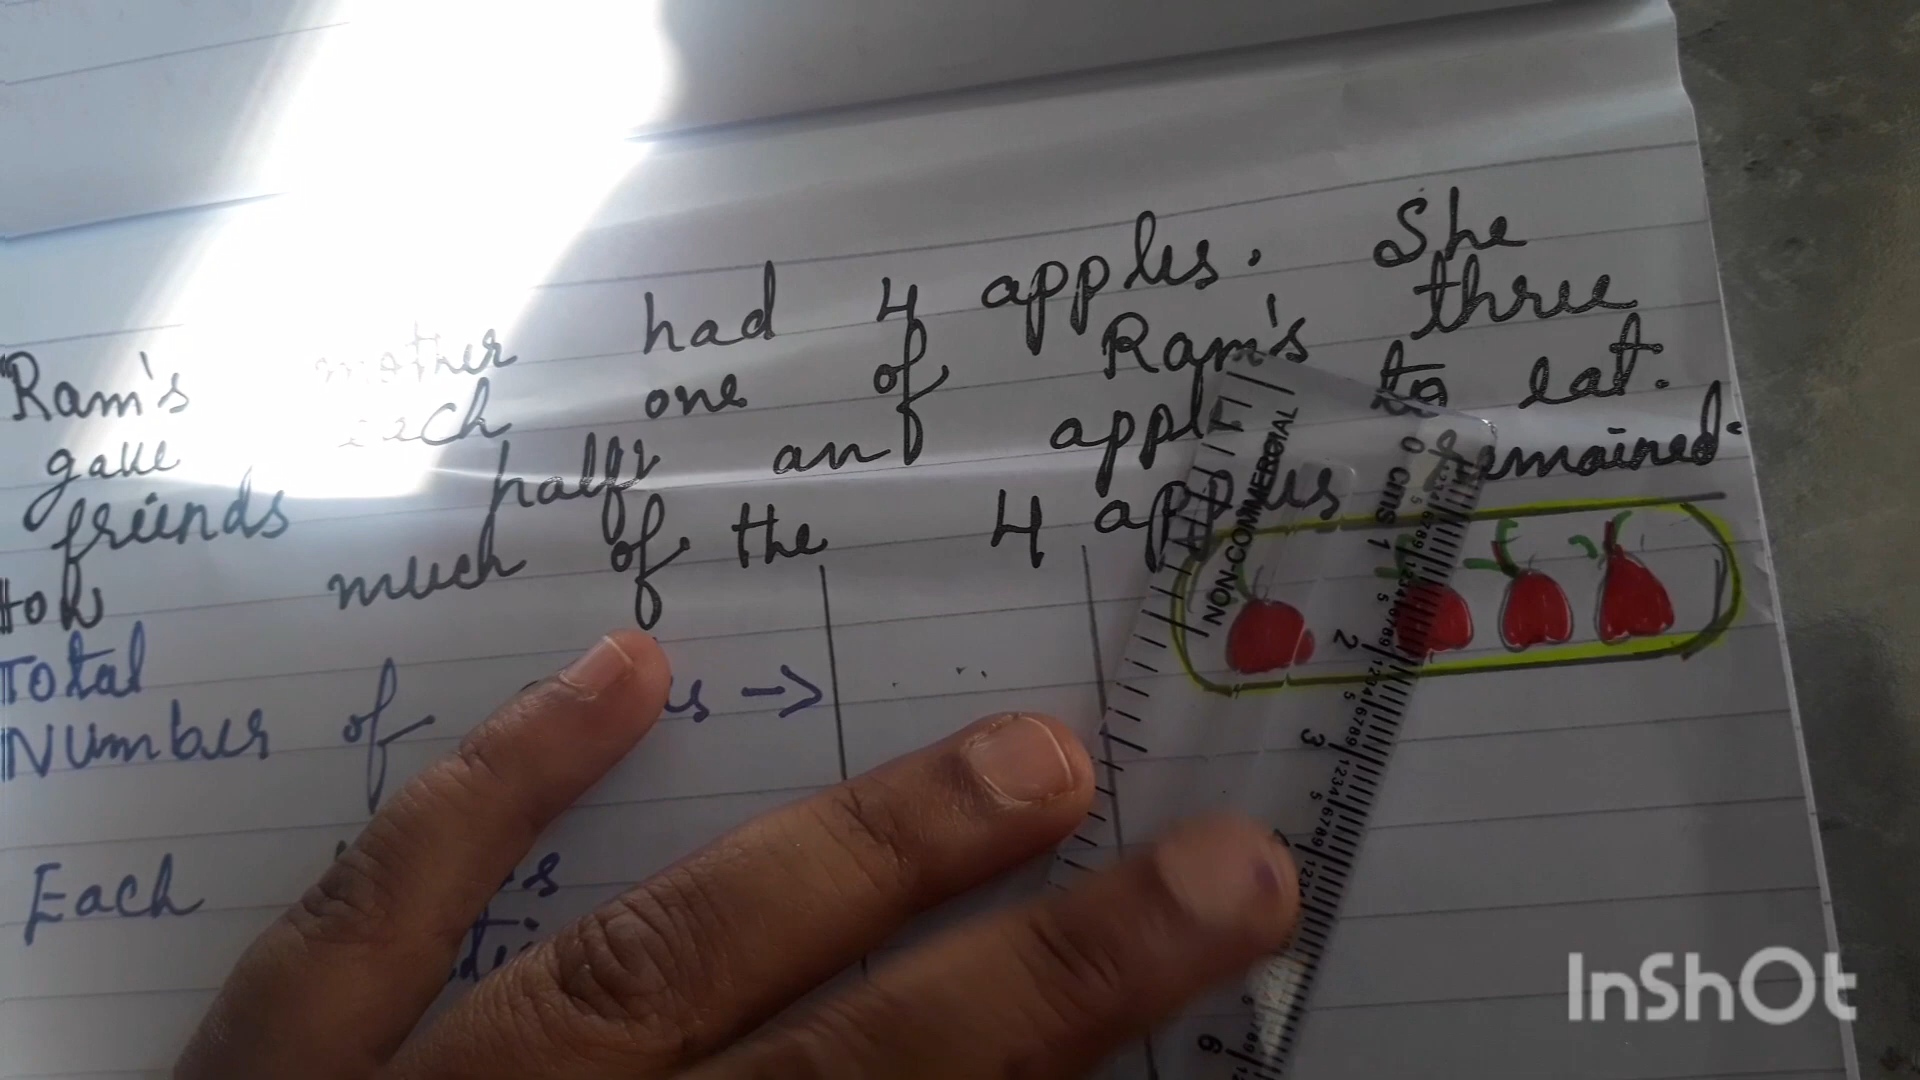 "Ram's mother had 4 apples. She
gave each one of Ram's three
friends half an apple to eat.
How much of the 4 apples remained"
Total
Number of →
Each
NON-COMMERCIAL
0 cms 1 2 3
6
InShOt